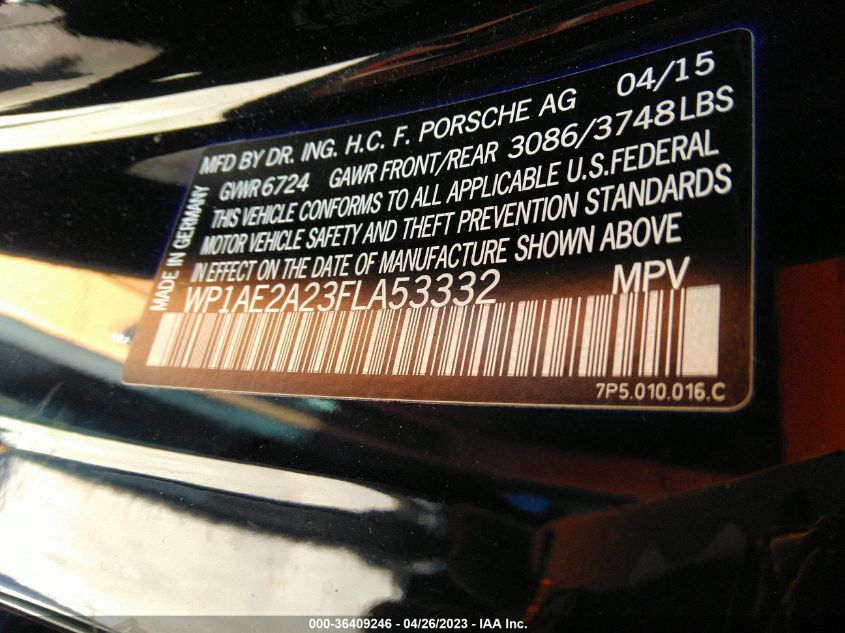 MFD BY DR. ING. H.C. F. PORSCHE AG 04/15
GVWR 6724 GAWR FRONT/REAR 3086/3748LBS
THIS VEHICLE CONFORMS TO ALL APPLICABLE U.S.FEDERAL
MOTOR VEHICLE SAFETY AND THEFT PREVENTION STANDARDS
IN EFFECT ON THE DATE OF MANUFACTURE SHOWN ABOVE
MADE IN GERMANY
WP1AE2A23FLA53332 MPV
7P5.010.016.C
000-36409246 - 04/26/2023 - IAA Inc.